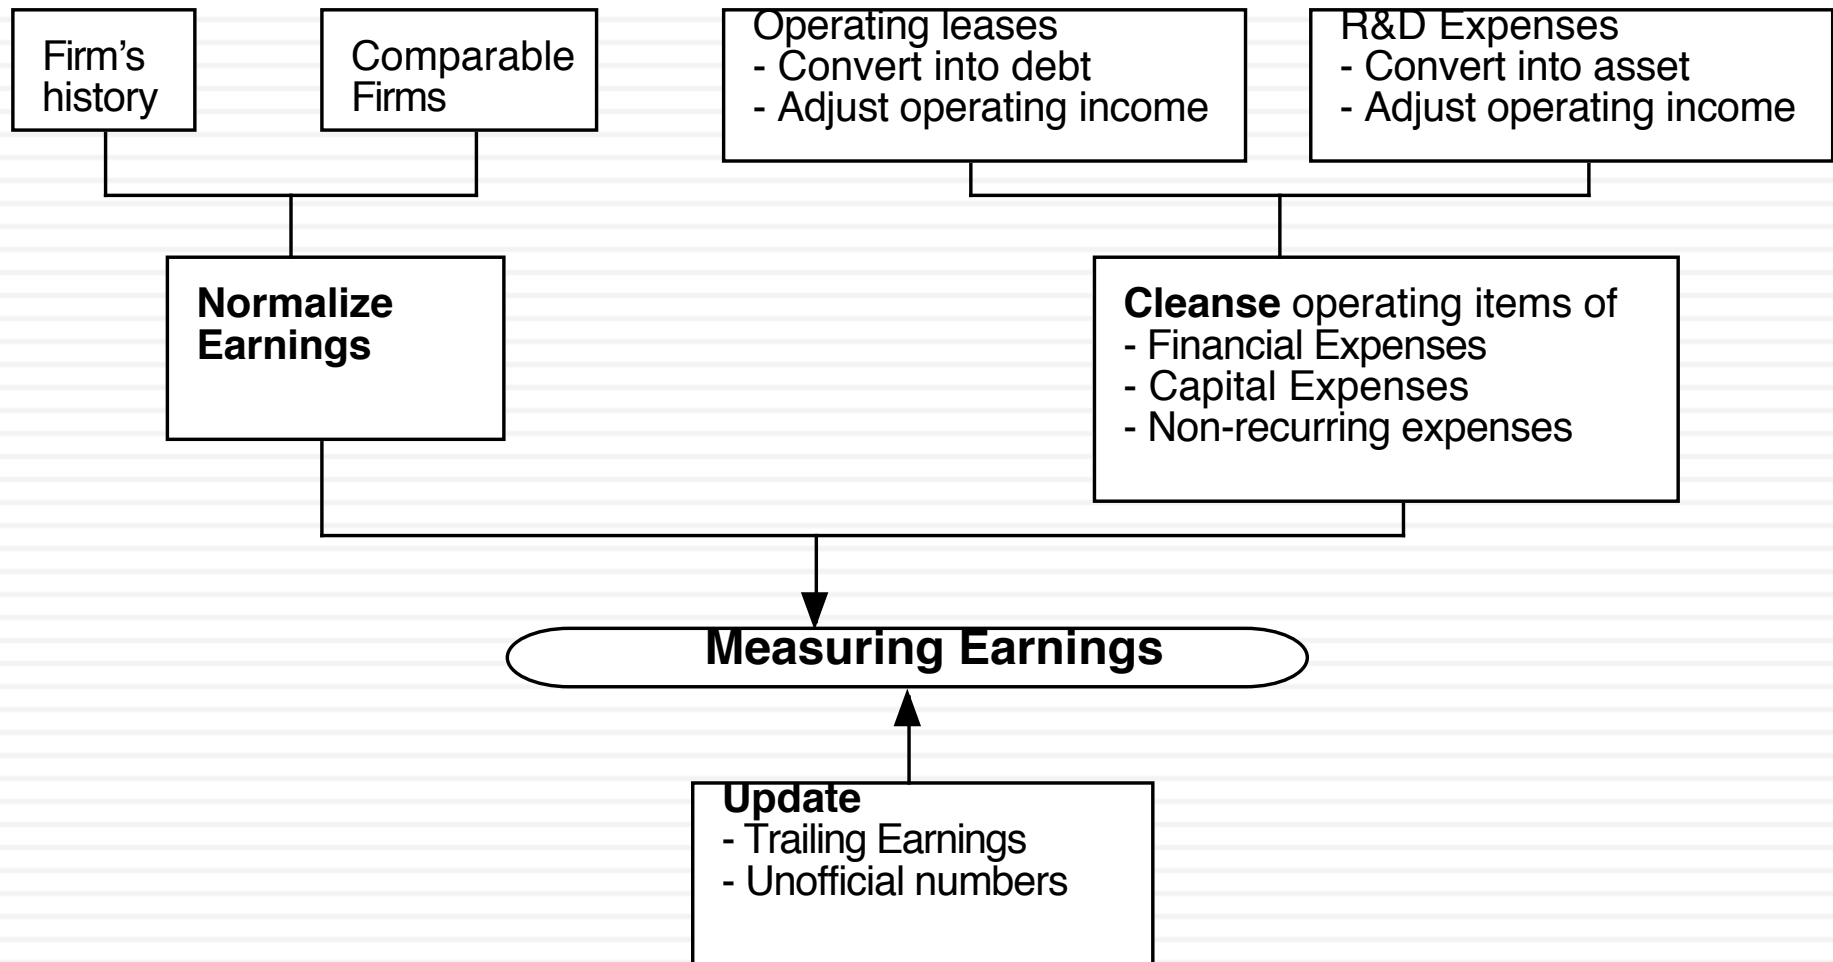 Firm's
history
Comparable
Firms
Operating leases
- Convert into debt
- Adjust operating income
R&D Expenses
- Convert into asset
- Adjust operating income
Normalize
Earnings
Cleanse operating items of
- Financial Expenses
- Capital Expenses
- Non-recurring expenses
Measuring Earnings
Update
- Trailing Earnings
- Unofficial numbers